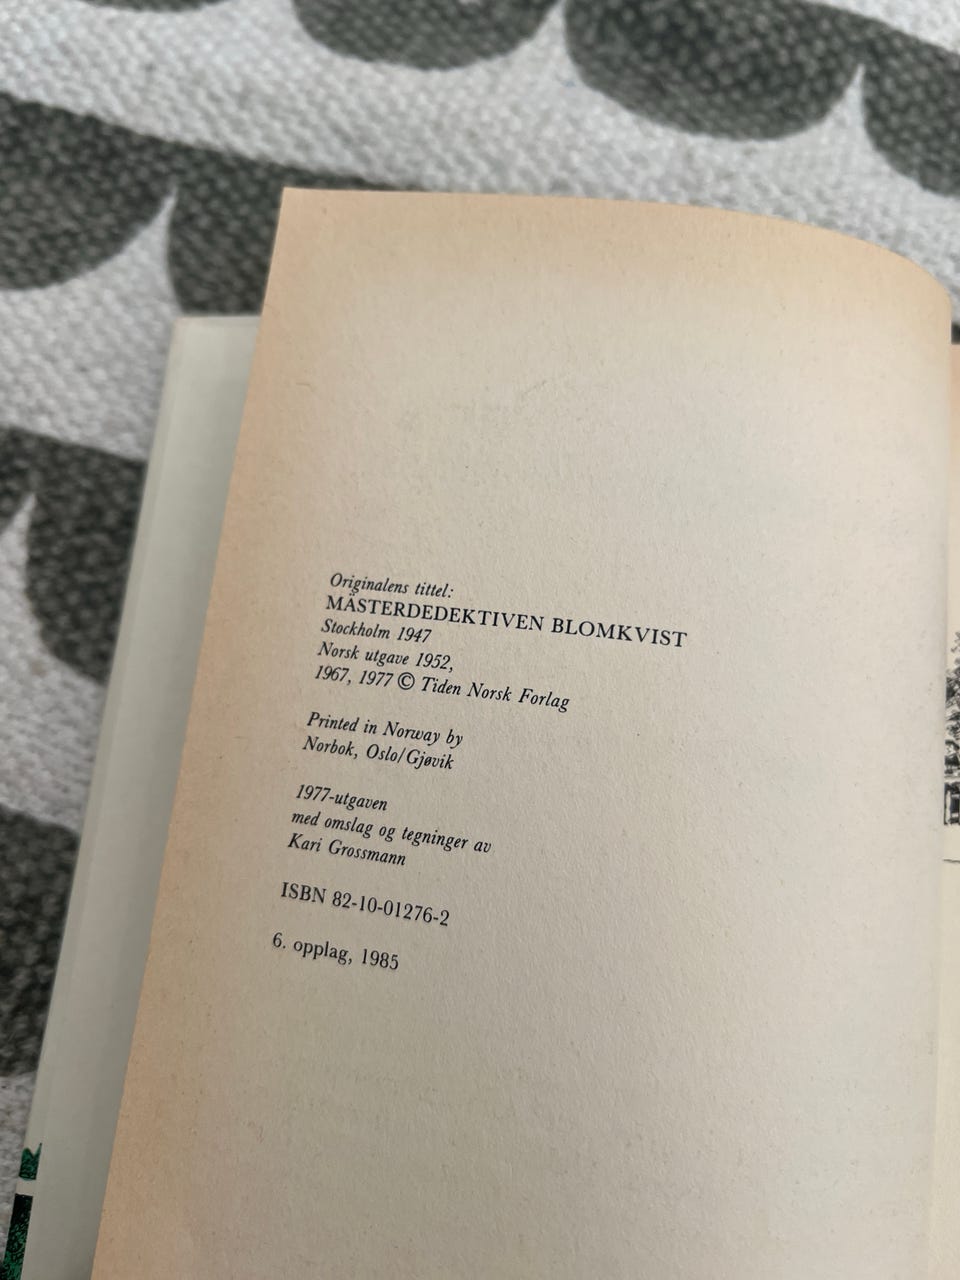 Originalens tittel:
MÄSTERDEDEKTIVEN BLOMKVIST
Stockholm 1947
Norsk utgave 1952,
1967, 1977 © Tiden Norsk Forlag
Printed in Norway by
Norbok, Oslo/Gjøvik
1977-utgaven
med omslag og tegninger av
Kari Grossmann
ISBN 82-10-01276-2
6. opplag, 1985